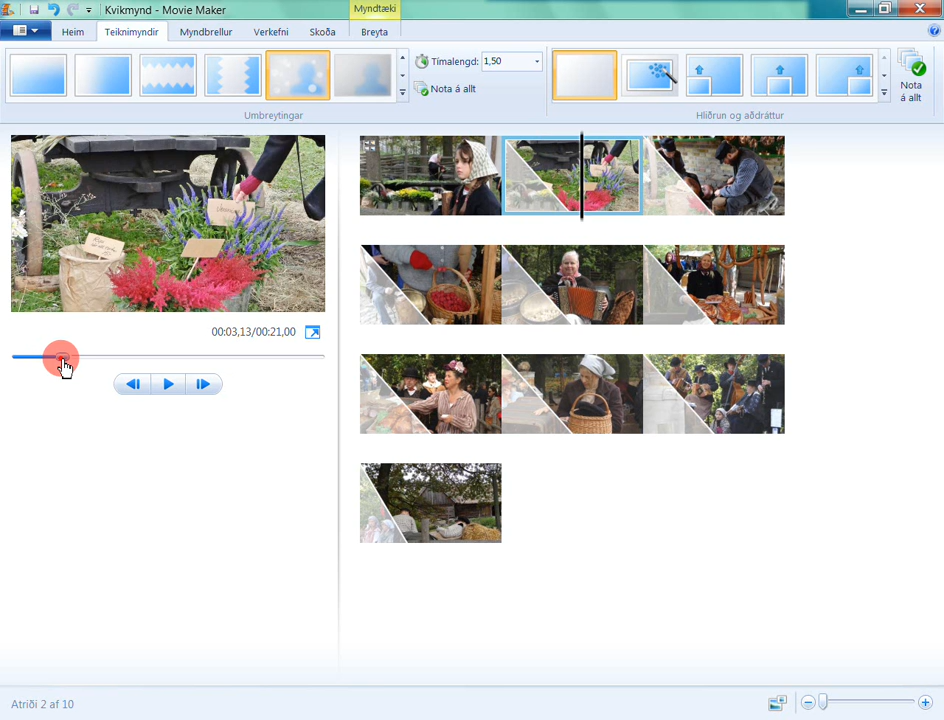 Kvikmynd - Movie Maker
Myndtæki
Heim
Teiknimyndir
Myndbrellur
Verkefni
Skoða
Breyta
Tímalengd: 1,50
Nota á allt
Umbreytingar
Nota
á allt
Hliðrun og aðdráttur
00:03,13/00:21,00
Atriði 2 af 10